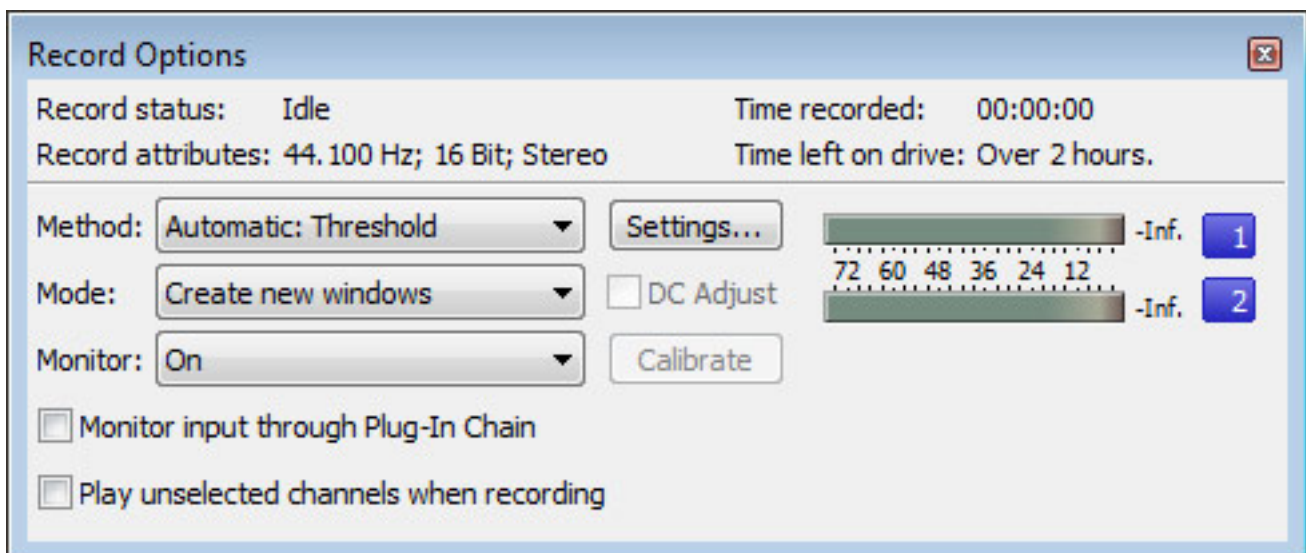 Record Options
Record status: Idle Time recorded: 00:00:00
Record attributes: 44.100 Hz; 16 Bit; Stereo Time left on drive: Over 2 hours.
Method: Automatic: Threshold Settings... -Inf. 1
72 60 48 36 24 12
Mode: Create new windows DC Adjust -Inf. 2
Monitor: On Calibrate
Monitor input through Plug-In Chain
Play unselected channels when recording